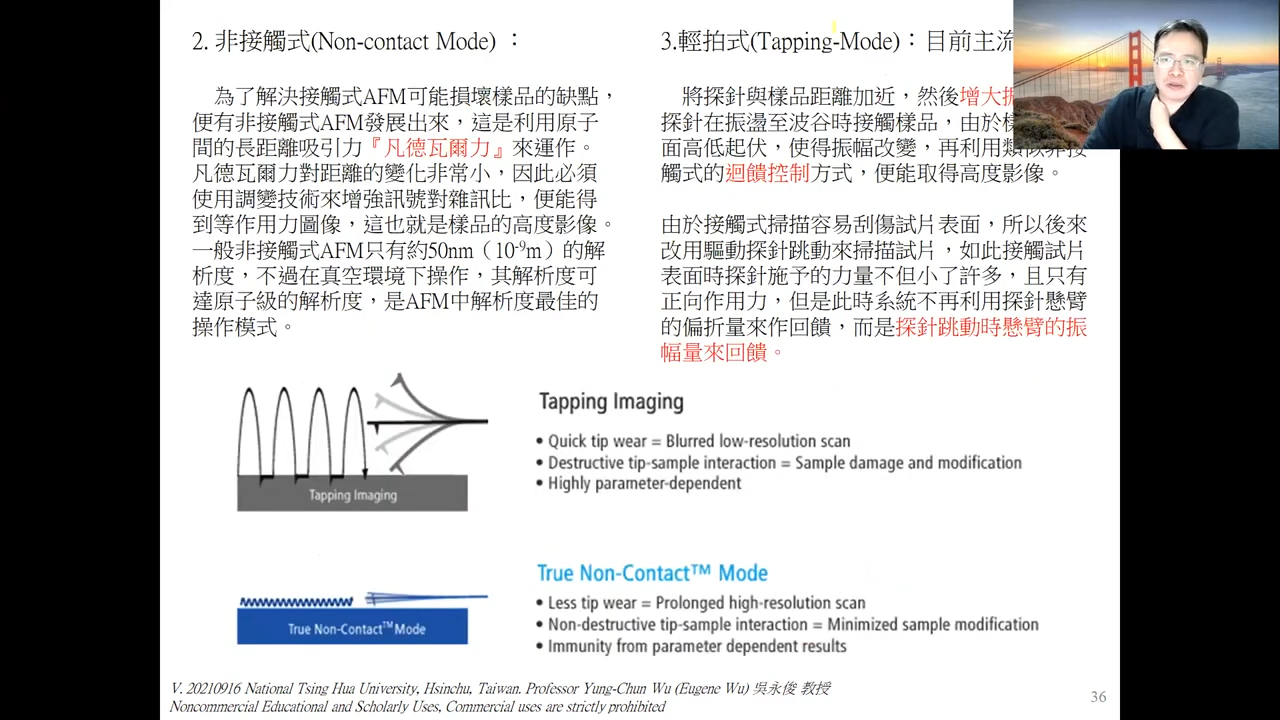 2. 非接觸式(Non-contact Mode) ：
為了解決接觸式AFM可能損壞樣品的缺點，
便有非接觸式AFM發展出來，這是利用原子
間的長距離吸引力『凡德瓦爾力』來運作。
凡德瓦爾力對距離的變化非常小，因此必須
使用調變技術來增強訊號對雜訊比，便能得
到等作用力圖像，這也就是樣品的高度影像。
一般非接觸式AFM只有約50nm（10⁻⁹m）的解
析度，不過在真空環境下操作，其解析度可
達原子級的解析度，是AFM中解析度最佳的
操作模式。
3.輕拍式(Tapping-Mode)：目前主流
將探針與樣品距離加近，然後增大
探針在振盪至波谷時接觸樣品，由於
面高低起伏，使得振幅改變，再利用類似非接
觸式的迴饋控制方式，便能取得高度影像。
由於接觸式掃描容易刮傷試片表面，所以後來
改用驅動探針跳動來掃描試片，如此接觸試片
表面時探針施予的力量不但小了許多，且只有
正向作用力，但是此時系統不再利用探針懸臂
的偏折量來作回饋，而是探針跳動時懸臂的振
幅量來回饋。
Tapping Imaging
Tapping Imaging
• Quick tip wear = Blurred low-resolution scan
• Destructive tip-sample interaction = Sample damage and modification
• Highly parameter-dependent
True Non-Contact™ Mode
True Non-Contact™ Mode
• Less tip wear = Prolonged high-resolution scan
• Non-destructive tip-sample interaction = Minimized sample modification
• Immunity from parameter dependent results
V. 20210916 National Tsing Hua University, Hsinchu, Taiwan. Professor Yung-Chun Wu (Eugene Wu) 吳永俊 教授
Noncommercial Educational and Scholarly Uses, Commercial uses are strictly prohibited
36